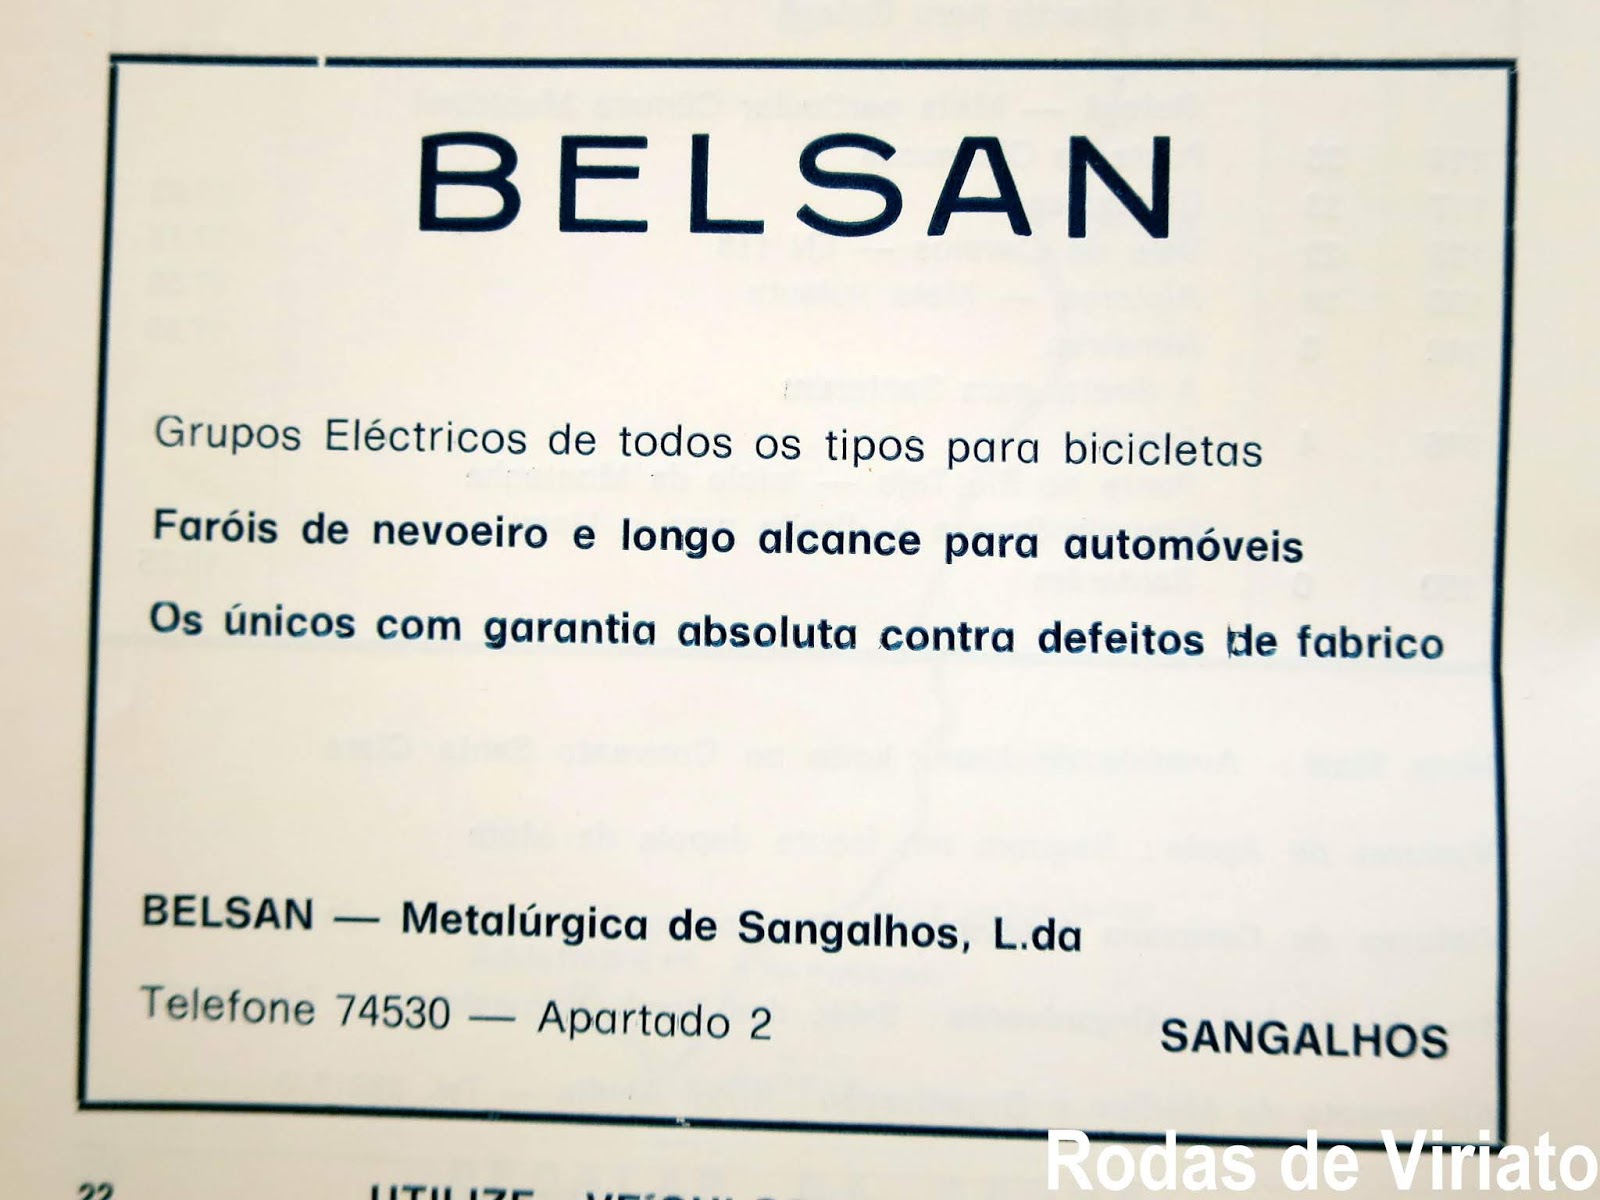 BELSAN
Grupos Eléctricos de todos os tipos para bicicletas
Faróis de nevoeiro e longo alcance para automóveis
Os únicos com garantia absoluta contra defeitos de fabrico
BELSAN — Metalúrgica de Sangalhos, L.da
Telefone 74530 — Apartado 2
SANGALHOS
Rodas de Viriato
22
UTILIZE